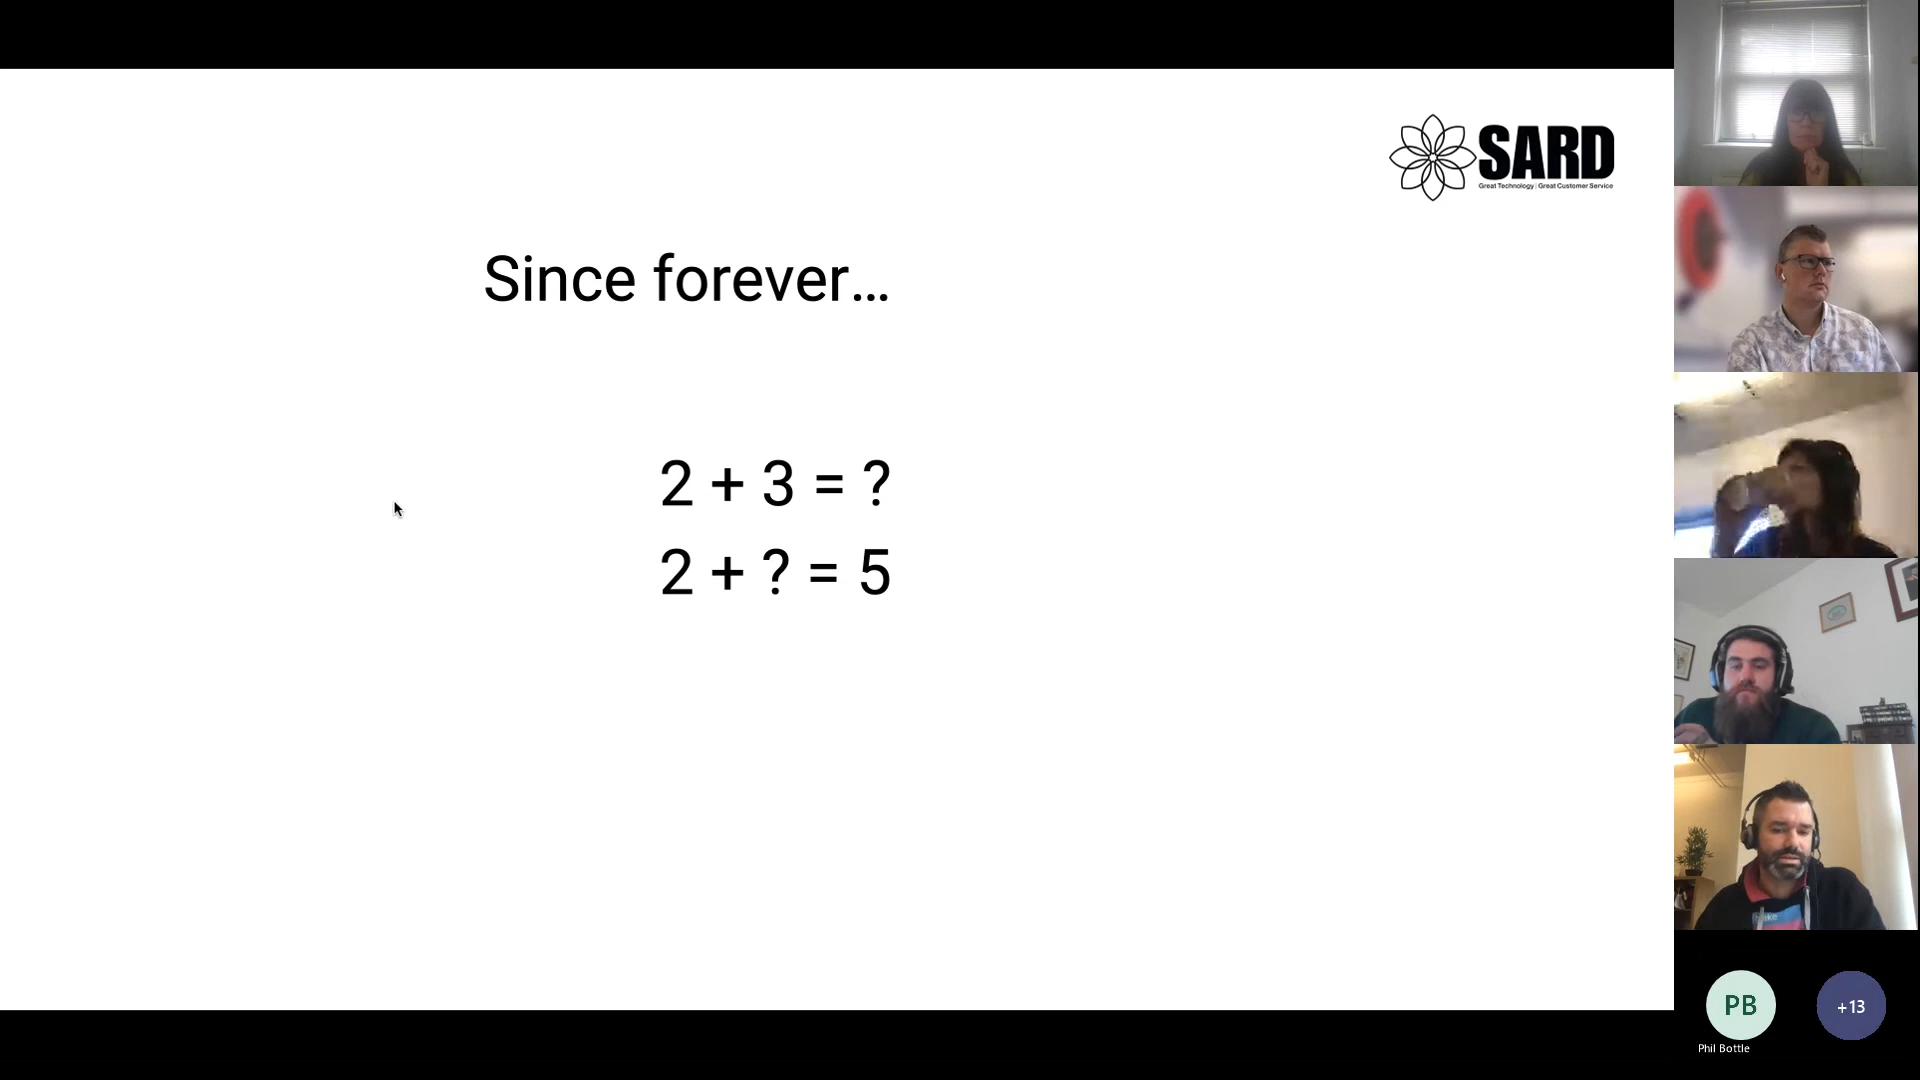 SARD
Great Technology | Great Customer Service
Since forever…
2 + 3 = ?
2 + ? = 5
PB
+13
Phil Bottle